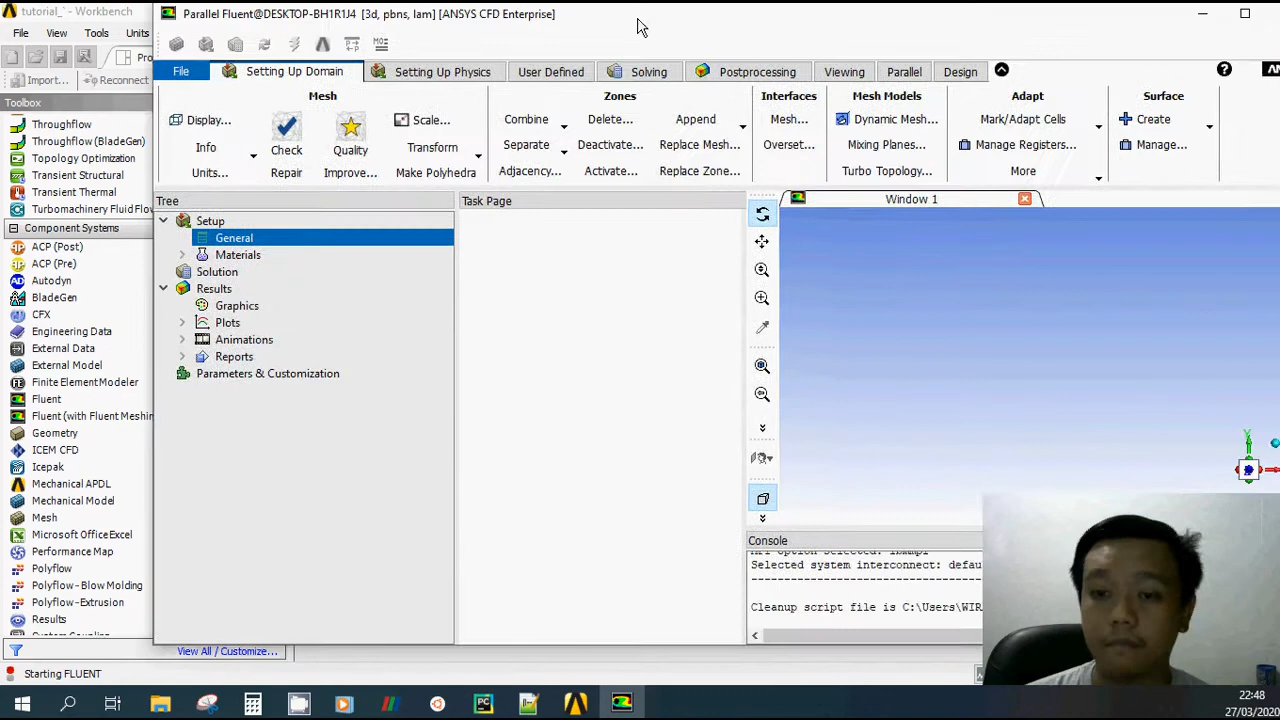 tutorial_` - Workbench
Parallel Fluent@DESKTOP-BH1R1J4 [3d, pbns, lam] [ANSYS CFD Enterprise]
File View Tools Units
Import... Reconnect
File Setting Up Domain Setting Up Physics User Defined Solving Postprocessing Viewing Parallel Design
Mesh Zones Interfaces Mesh Models Adapt Surface
Display... Scale... Combine Delete... Append Mesh... Dynamic Mesh... Mark/Adapt Cells Create
Info Check Quality Transform Separate Deactivate... Replace Mesh... Overset... Mixing Planes... Manage Registers... Manage...
Units... Repair Improve... Make Polyhedra Adjacency... Activate... Replace Zone... Turbo Topology... More
Toolbox
Throughflow
Throughflow (BladeGen)
Topology Optimization
Transient Structural
Transient Thermal
Turbomachinery Fluid Flow
Component Systems
ACP (Post)
ACP (Pre)
Autodyn
BladeGen
CFX
Engineering Data
External Data
External Model
Finite Element Modeler
Fluent
Fluent (with Fluent Meshin
Geometry
ICEM CFD
Icepak
Mechanical APDL
Mechanical Model
Mesh
Microsoft Office Excel
Performance Map
Polyflow
Polyflow - Blow Molding
Polyflow - Extrusion
Results
View All / Customize...
Starting FLUENT
Tree
Setup
General
Materials
Solution
Results
Graphics
Plots
Animations
Reports
Parameters & Customization
Task Page
Window 1
Y
Console
Selected system interconnect: defau
Cleanup script file is C:\Users\WIR
22:48
27/03/2020